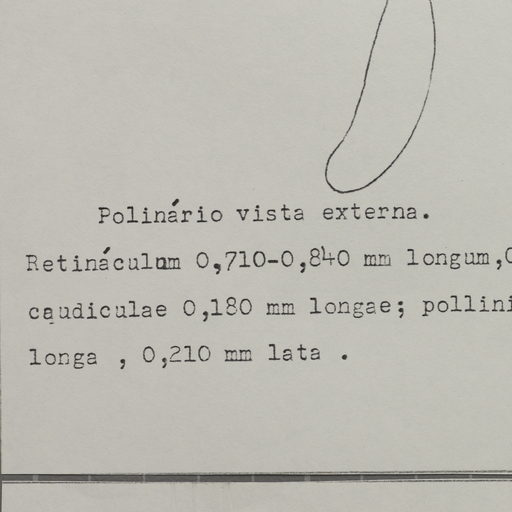 Polinário vista externa.
Retináculum 0,710-0,840 mm longum,0
caudiculae 0,180 mm longae; pollini
longa , 0,210 mm lata .